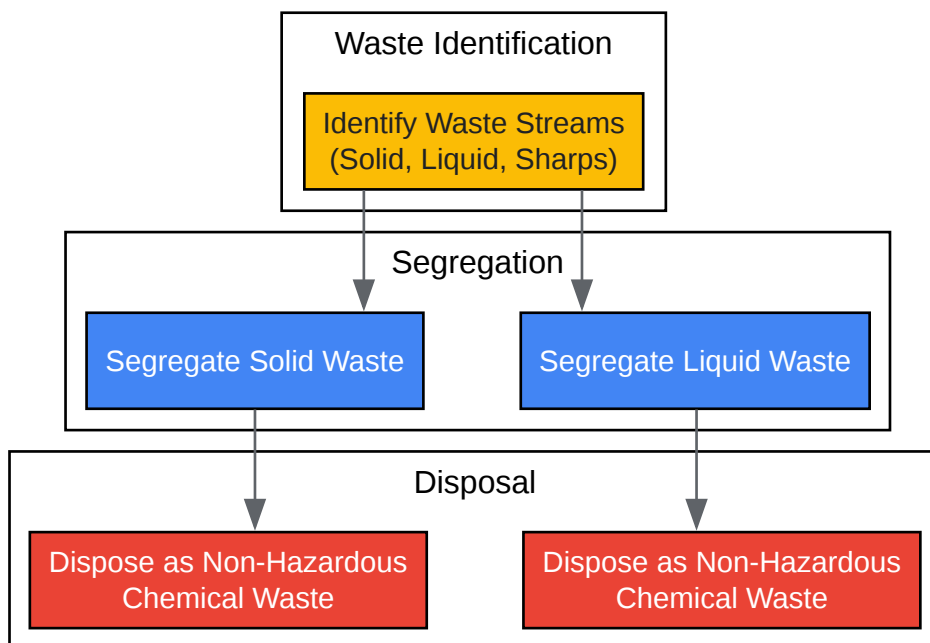 Waste Identification
Identify Waste Streams
(Solid, Liquid, Sharps)
Segregation
Segregate Solid Waste
Segregate Liquid Waste
Disposal
Dispose as Non-Hazardous
Chemical Waste
Dispose as Non-Hazardous
Chemical Waste